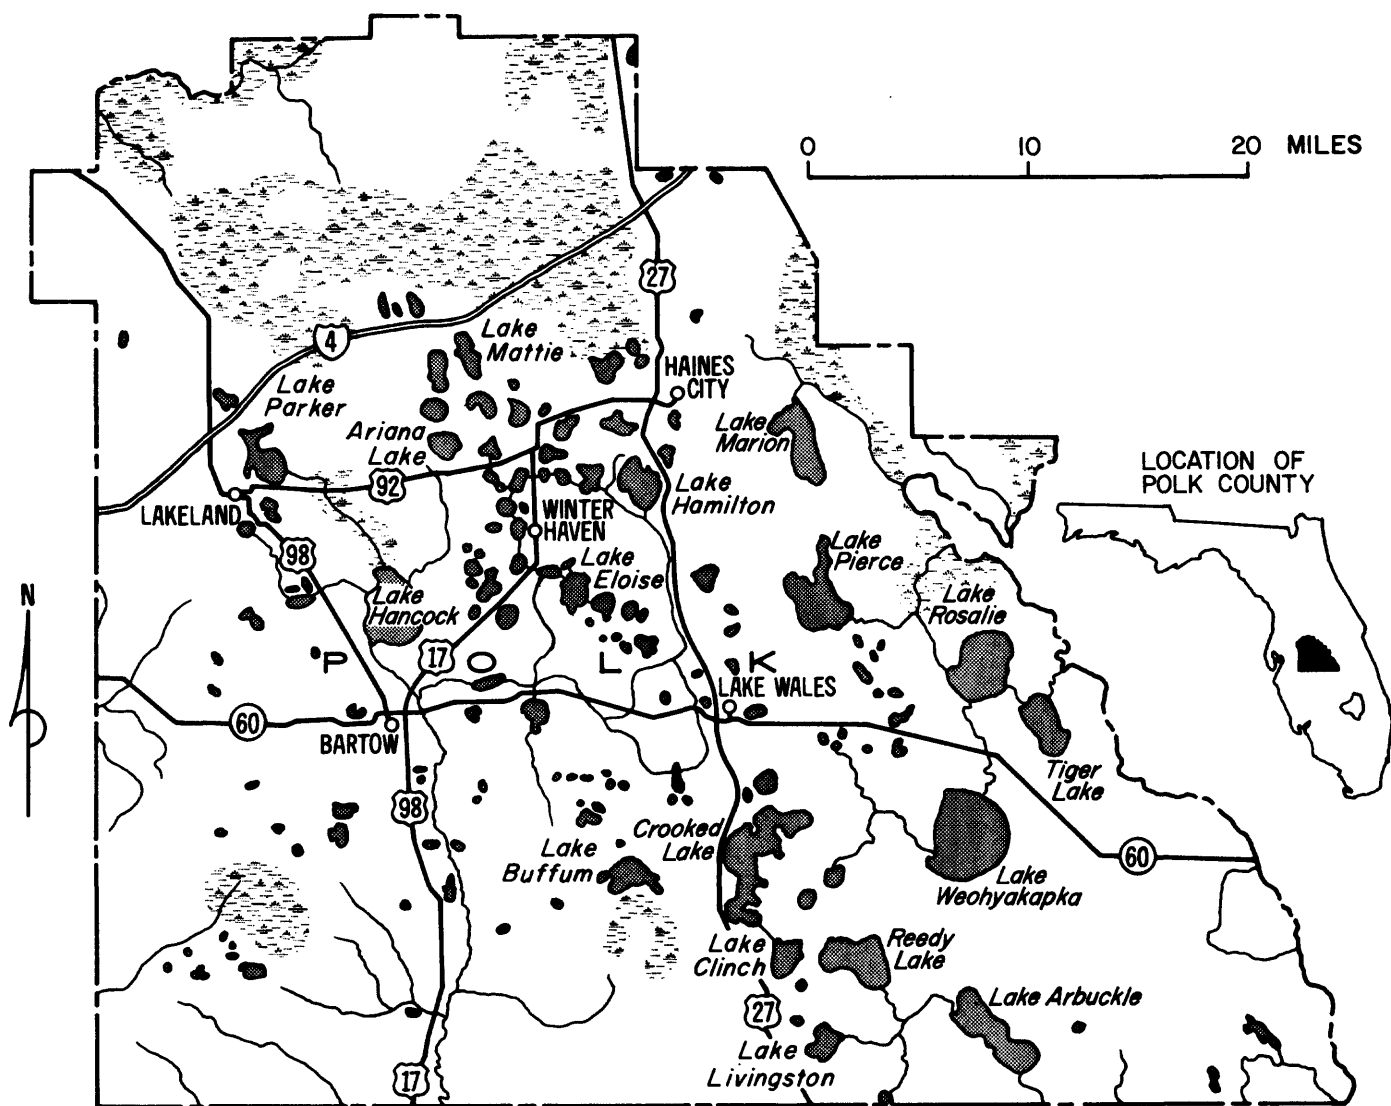 0 10 20 MILES
27
Lake
Mattie
4
HAINES
CITY
Lake
Parker
Ariana
Lake
Lake
Marion
LOCATION OF
POLK COUNTY
92
Lake
Hamilton
LAKELAND
WINTER
HAVEN
98
Lake
Eloise
Lake
Pierce
N
Lake
Hancock
Lake
Rosalie
17
P O L K
LAKE WALES
60
BARTOW
Tiger
Lake
98
Crooked
Lake
Lake
Buffum
60
Lake
Weohyakapka
Lake
Clinch
Reedy
Lake
27
Lake Arbuckle
Lake
Livingston
17